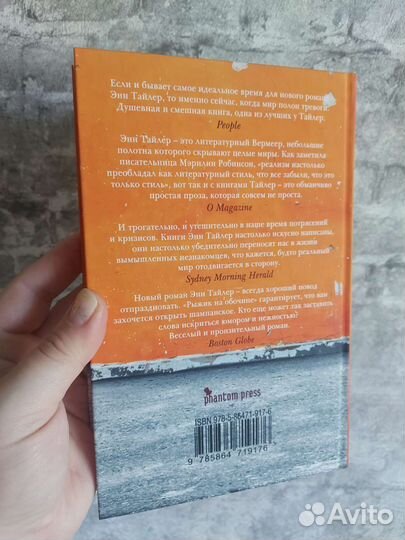 Если и бывает самое идеальное время для нового романа
Энн Тайлер, то именно сейчас, когда мир полон тревоги.
Душевная и смешная книга, одна из лучших у Тайлер.
People
Энн Тайлер – это литературный Вермеер, небольшие
полотна которого скрывают целые миры. Как заметила
писательница Мэрилин Робинсон, «реализм настолько
преобладал как литературный стиль, что все забыли, что это
только стиль», вот так и с книгами Тайлер – это обманчиво
простая проза, которая совсем не проста.
O Magazine
И трогательно, и утешительно в наше время потрясений
и кризисов. Книги Энн Тайлер настолько искусно написаны,
они настолько убедительно переносят нас в жизни
вымышленных незнакомцев, что кажется, будто реальный
мир отодвигается в сторону.
Sydney Morning Herald
Новый роман Энн Тайлер – всегда хороший повод
отпраздновать. «Рыжик на обочине» гарантирует, что вам
захочется открыть шампанское. Кто еще может так заставить
слова искриться юмором и нежностью?
Веселый и пронзительный роман.
Boston Globe
phantom press
ISBN 978-5-86471-917-6
9 785864 719176
Avito